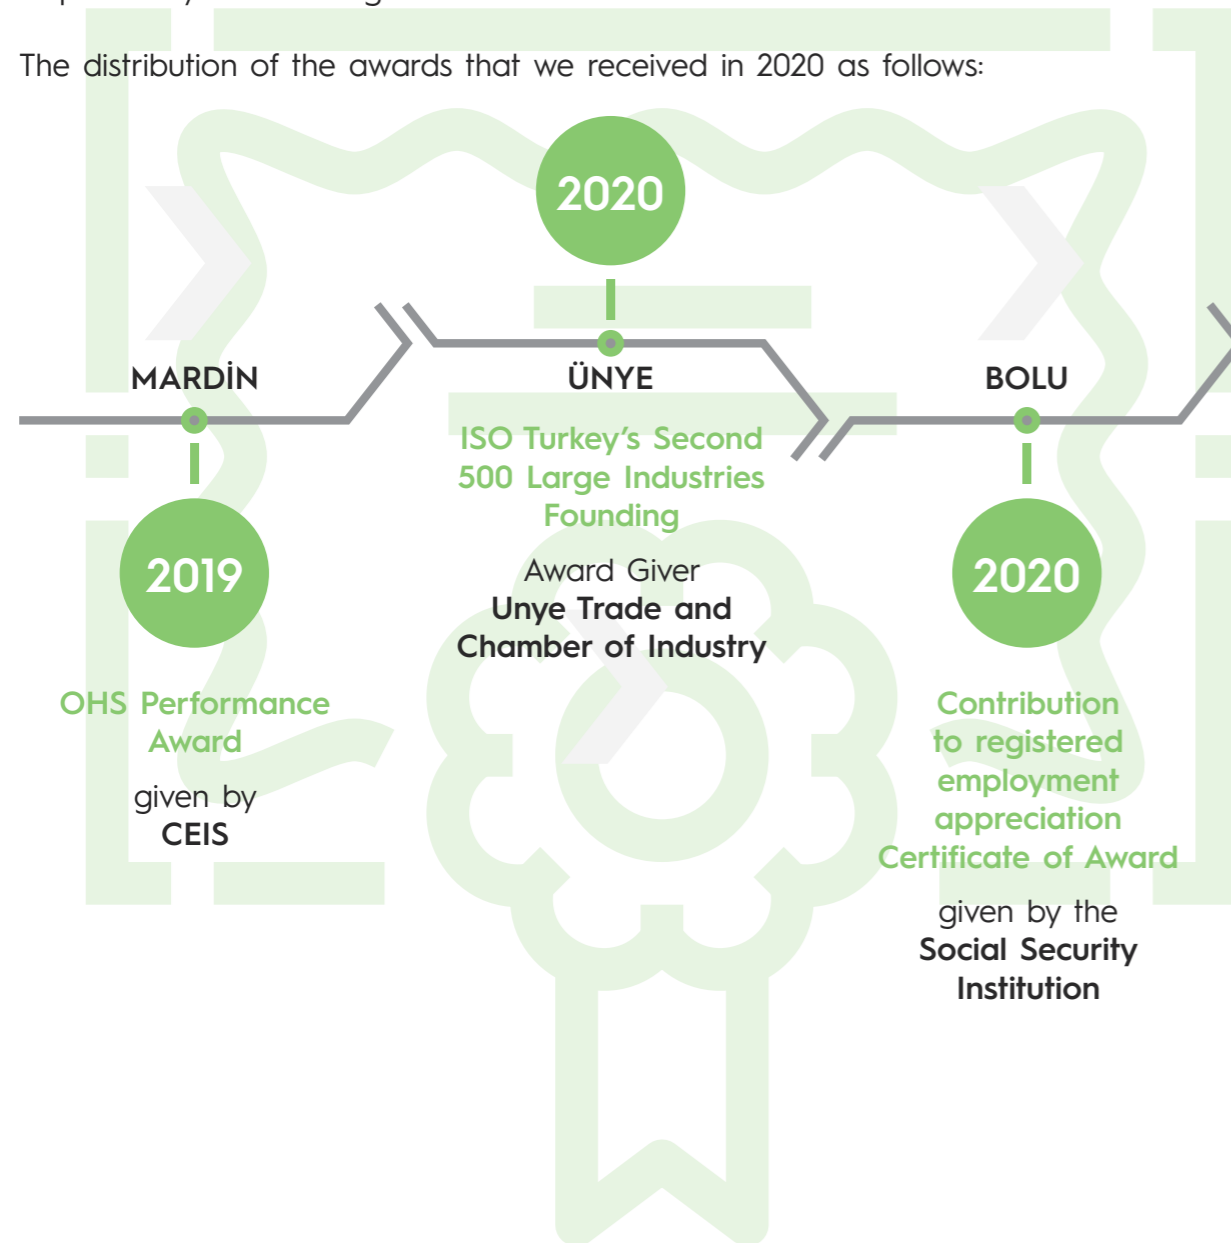 The distribution of the awards that we received in 2020 as follows:
MARDİN
2019
OHS Performance
Award
given by
CEIS
2020
ÜNYE
ISO Turkey's Second
500 Large Industries
Founding
Award Giver
Unye Trade and
Chamber of Industry
BOLU
2020
Contribution
to registered
employment
appreciation
Certificate of Award
given by the
Social Security
Institution